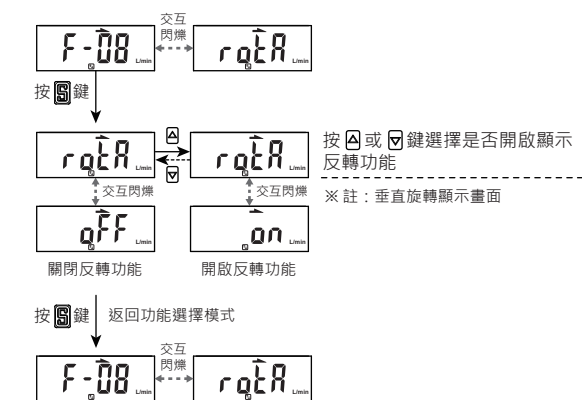 交互
閃爍
F-08 L/min
rotA L/min
按 S 鍵
rotA L/min
rotA L/min
按 △ 或 ▽ 鍵選擇是否開啟顯示
反轉功能
交互閃爍
交互閃爍
※ 註：垂直旋轉顯示畫面
oFF L/min
on L/min
關閉反轉功能
開啟反轉功能
按 S 鍵
返回功能選擇模式
交互
閃爍
F-08 L/min
rotA L/min